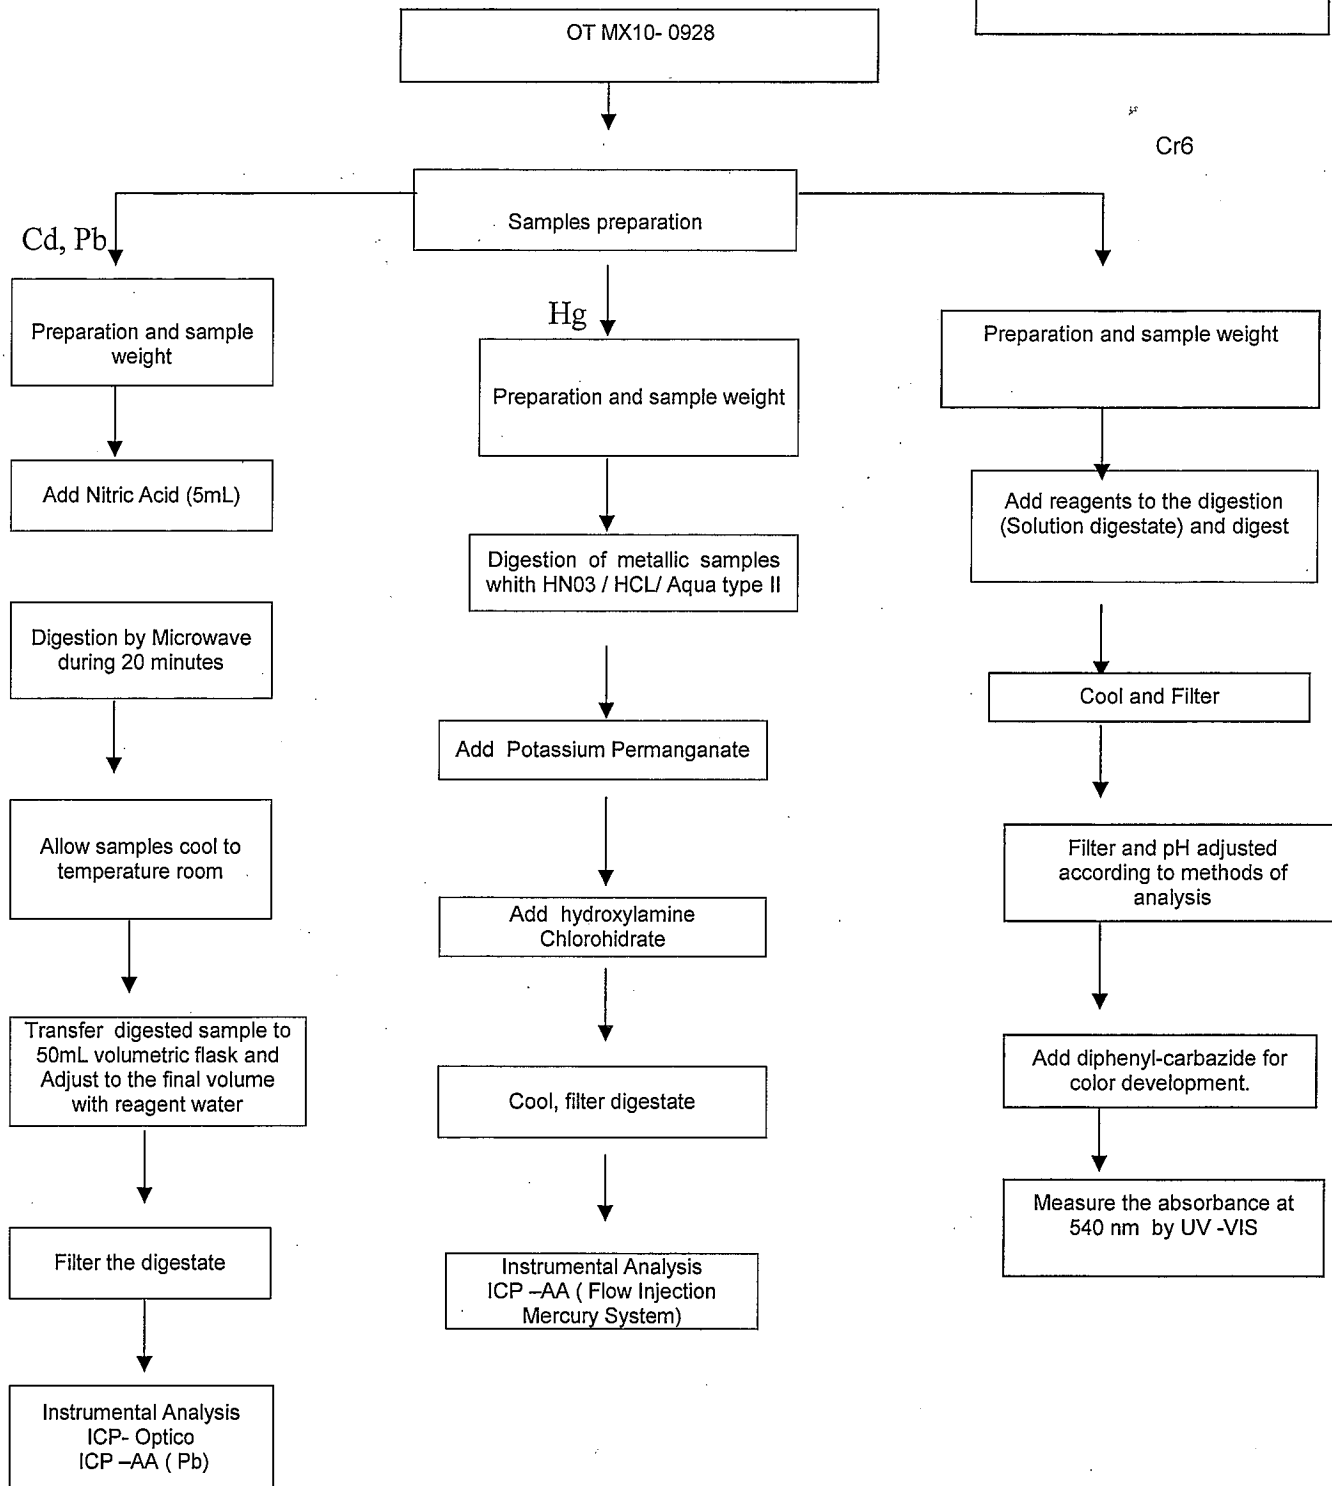 OT MX10- 0928
Cr6
Samples preparation
Cd, Pb
Preparation and sample
weight
Add Nitric Acid (5mL)
Digestion by Microwave
during 20 minutes
Allow samples cool to
temperature room
Transfer digested sample to
50mL volumetric flask and
Adjust to the final volume
with reagent water
Filter the digestate
Instrumental Analysis
ICP- Optico
ICP –AA ( Pb)
Hg
Preparation and sample weight
Digestion of metallic samples
whith HN03 / HCL/ Aqua type II
Add Potassium Permanganate
Add hydroxylamine
Chlorohidrate
Cool, filter digestate
Instrumental Analysis
ICP –AA ( Flow Injection
Mercury System)
Preparation and sample weight
Add reagents to the digestion
(Solution digestate) and digest
Cool and Filter
Filter and pH adjusted
according to methods of
analysis
Add diphenyl-carbazide for
color development.
Measure the absorbance at
540 nm by UV -VIS